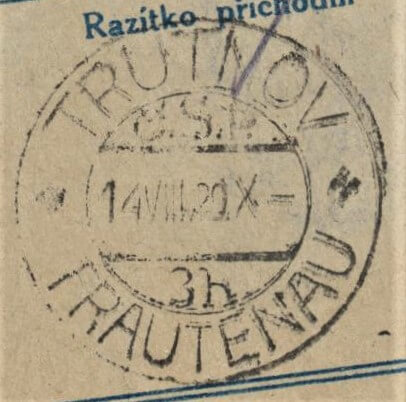 Razítko příchodní
TRUTNOV
Č.S.P.
14.VIII.20.X–
3h
TRAUTENAU